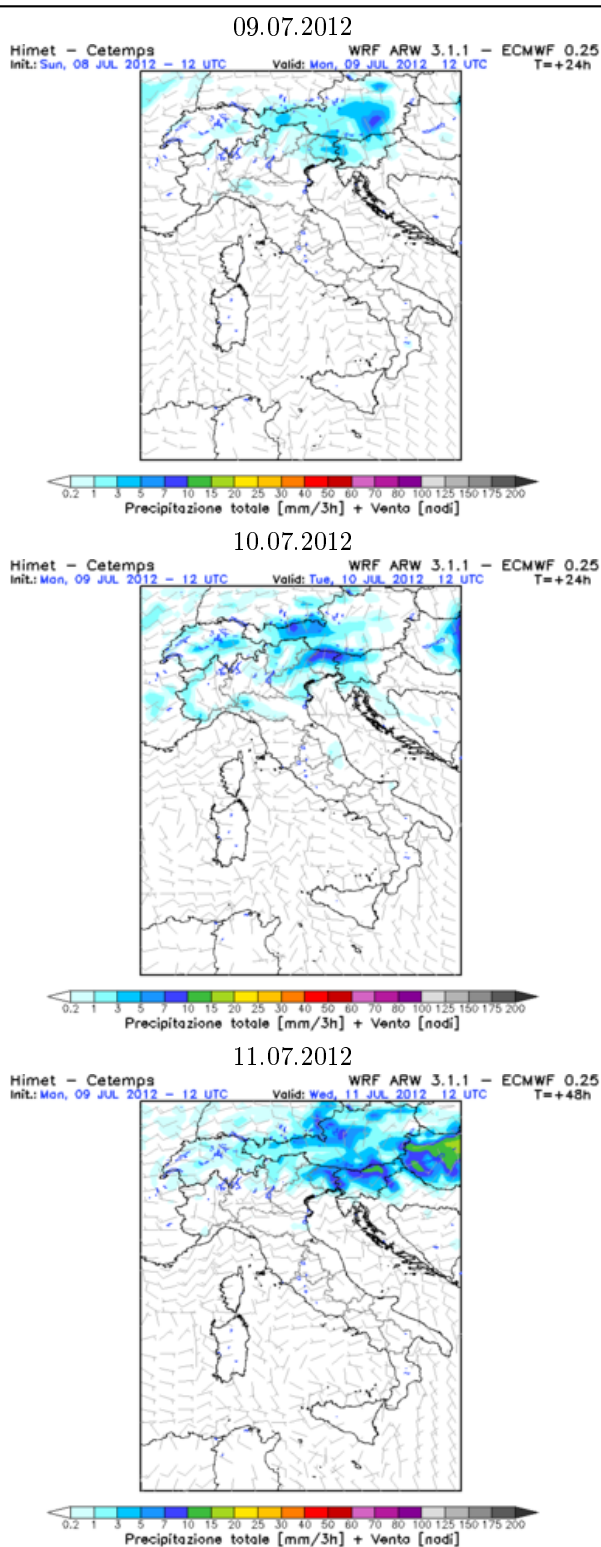 09.07.2012
Himet - Cetemps WRF ARW 3.1.1 - ECMWF 0.25
Init.: Sun, 08 JUL 2012 - 12 UTC Valid: Mon, 09 JUL 2012 12 UTC T=+24h
0.2 1 3 5 7 10 15 20 25 30 40 50 60 70 80 100 125 150 175 200
Precipitazione totale [mm/3h] + Vento [nodi]
10.07.2012
Himet - Cetemps WRF ARW 3.1.1 - ECMWF 0.25
Init.: Mon, 09 JUL 2012 - 12 UTC Valid: Tue, 10 JUL 2012 12 UTC T=+24h
0.2 1 3 5 7 10 15 20 25 30 40 50 60 70 80 100 125 150 175 200
Precipitazione totale [mm/3h] + Vento [nodi]
11.07.2012
Himet - Cetemps WRF ARW 3.1.1 - ECMWF 0.25
Init.: Mon, 09 JUL 2012 - 12 UTC Valid: Wed, 11 JUL 2012 12 UTC T=+48h
0.2 1 3 5 7 10 15 20 25 30 40 50 60 70 80 100 125 150 175 200
Precipitazione totale [mm/3h] + Vento [nodi]